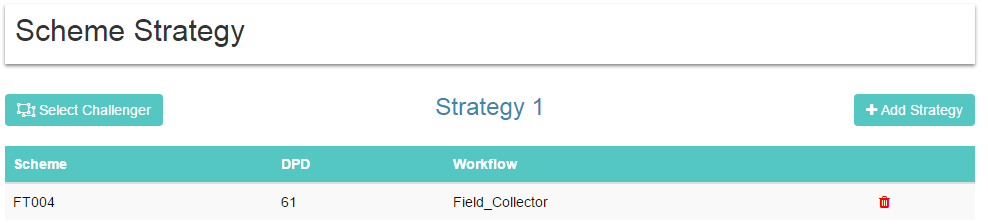 Scheme Strategy
Select Challenger
Strategy 1
Add Strategy
Scheme DPD Workflow
FT004 61 Field_Collector